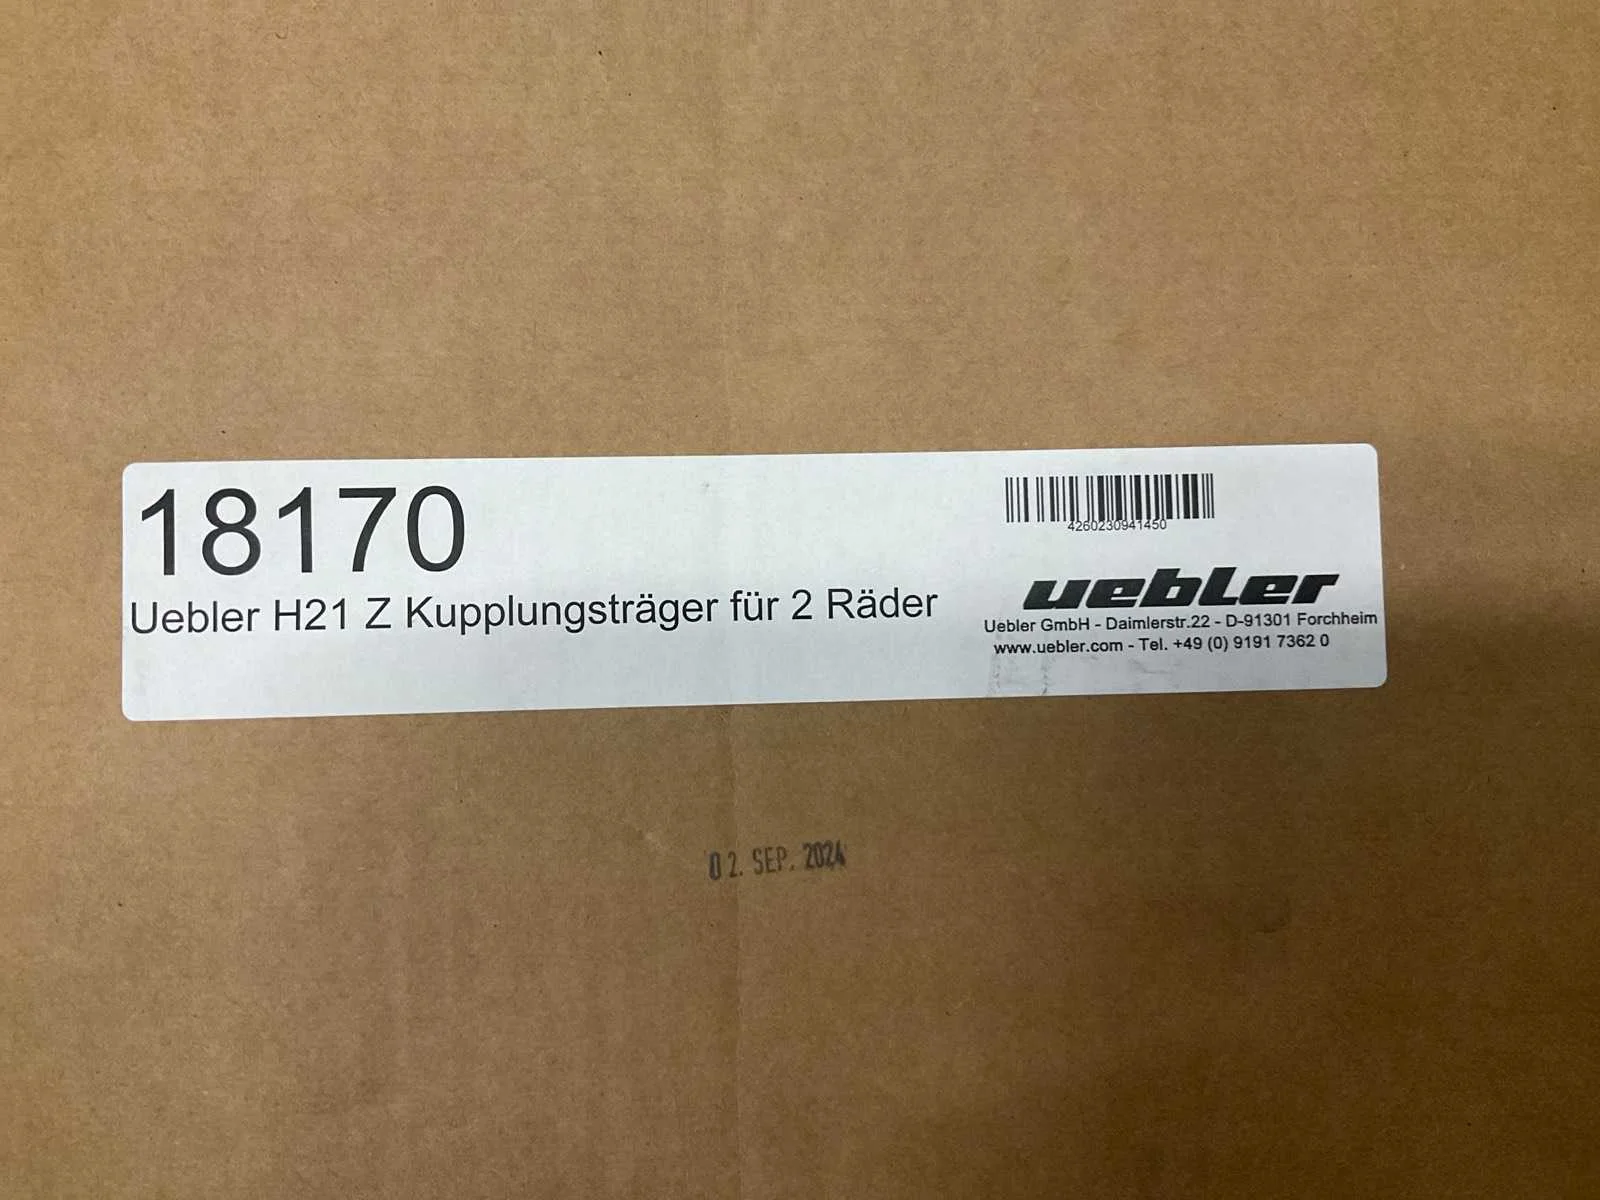 18170
Uebler H21 Z Kupplungsträger für 2 Räder
4260230941450
uebler
Uebler GmbH - Daimlerstr.22 - D-91301 Forchheim
www.uebler.com - Tel. +49 (0) 9191 7362 0
02. SEP. 2024